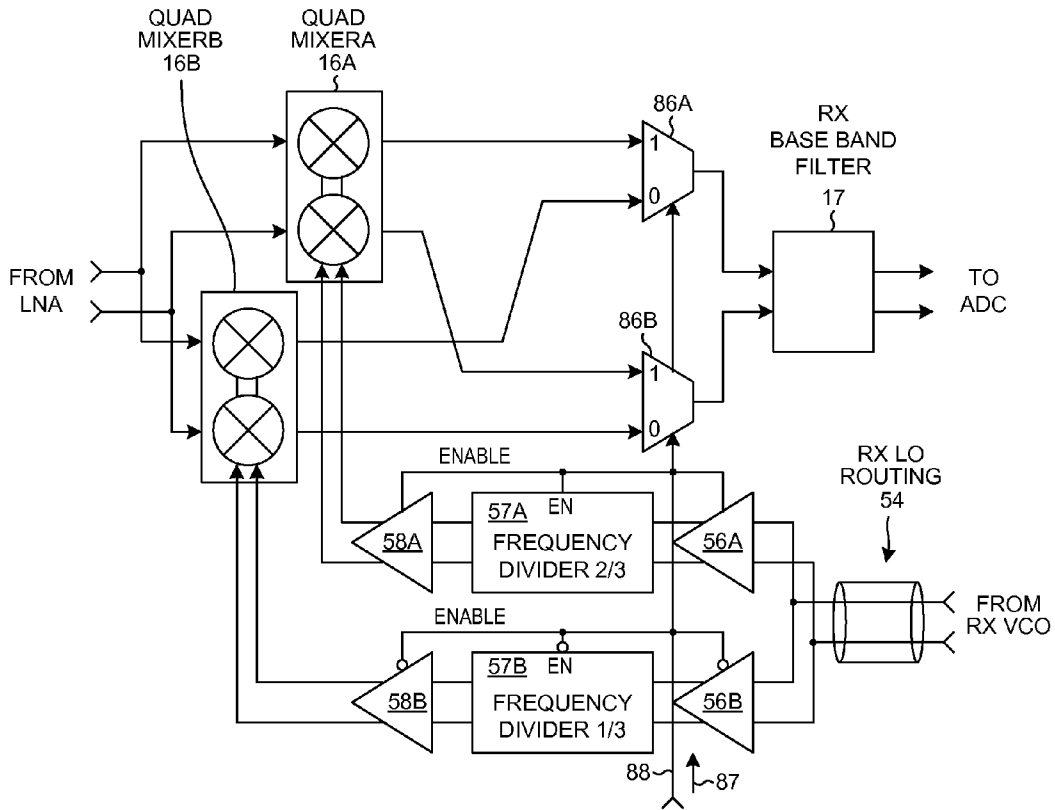 QUAD
MIXERB
16B
QUAD
MIXERA
16A
86A
1
0
RX
BASE BAND
FILTER
17
FROM
LNA
TO
ADC
86B
1
0
ENABLE
RX LO
ROUTING
54
58A
57A
EN
FREQUENCY
DIVIDER 2/3
56A
FROM
RX VCO
ENABLE
58B
57B
EN
FREQUENCY
DIVIDER 1/3
56B
88
87